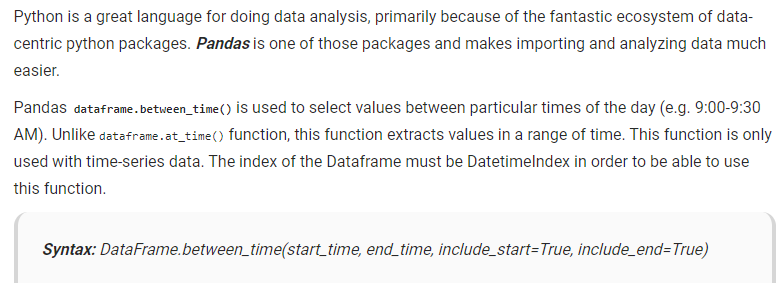 Python is a great language for doing data analysis, primarily because of the fantastic ecosystem of data-
centric python packages. Pandas is one of those packages and makes importing and analyzing data much
easier.
Pandas dataframe.between_time() is used to select values between particular times of the day (e.g. 9:00-9:30
AM). Unlike dataframe.at_time() function, this function extracts values in a range of time. This function is only
used with time-series data. The index of the Dataframe must be DatetimeIndex in order to be able to use
this function.
Syntax: DataFrame.between_time(start_time, end_time, include_start=True, include_end=True)